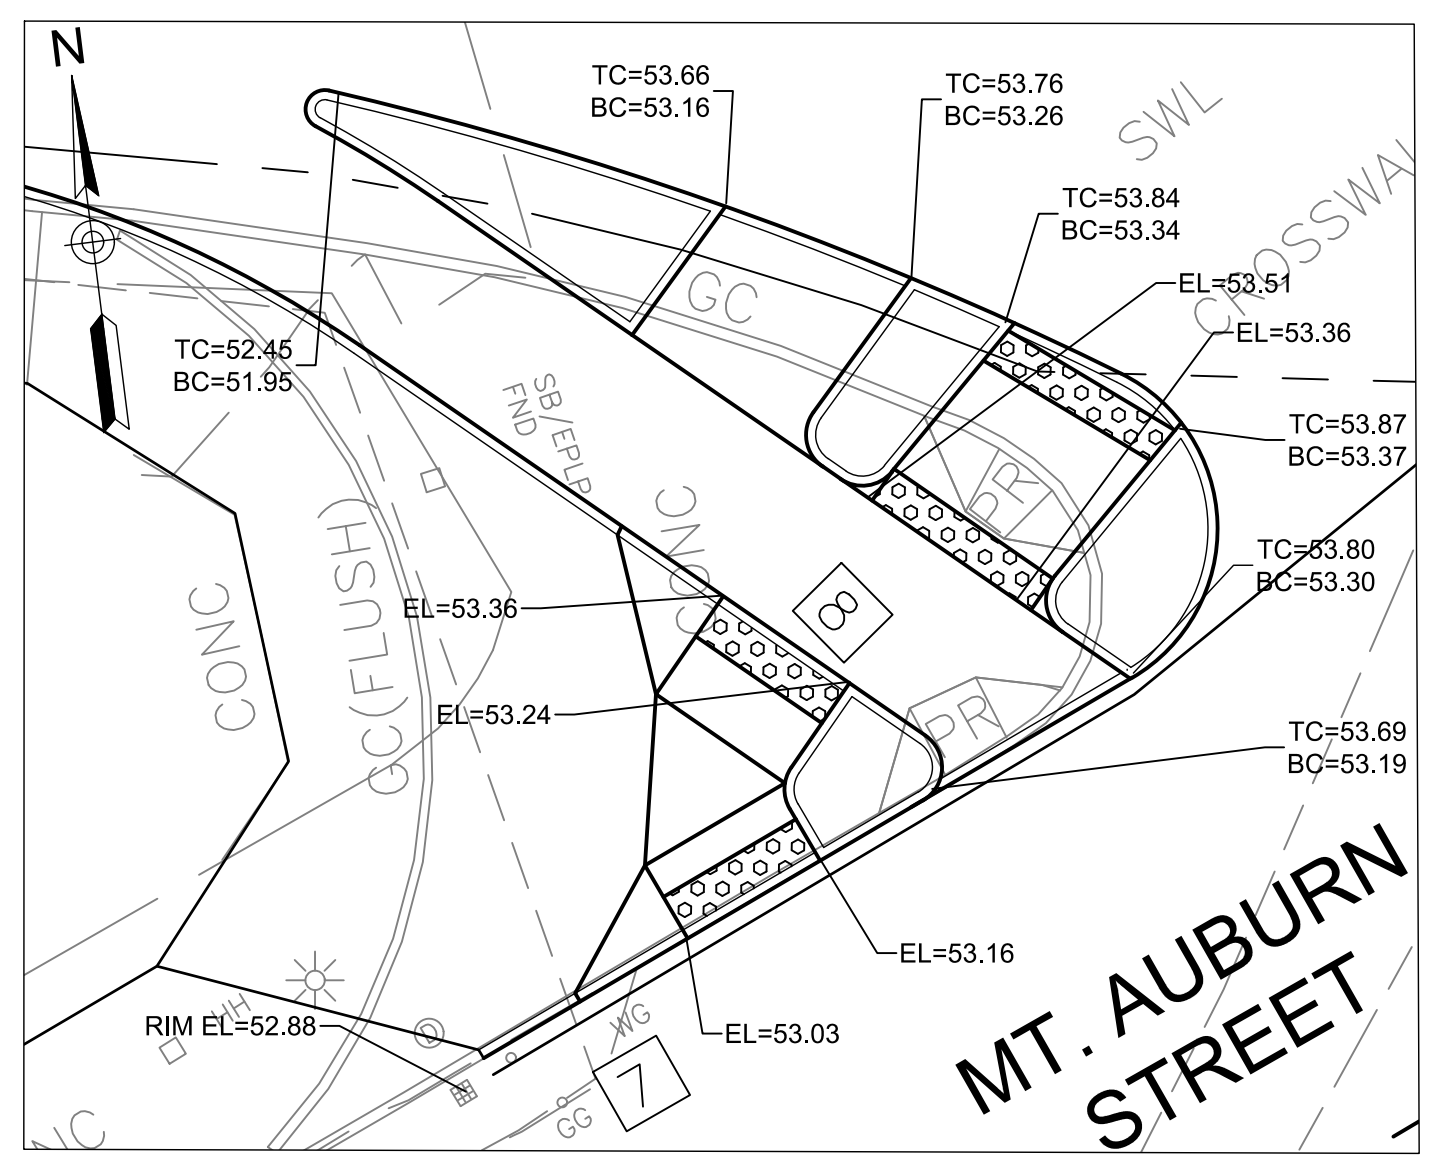 N
TC=53.66
BC=53.16
TC=53.76
BC=53.26
SWL
CROSSWAL
TC=53.84
BC=53.34
EL=53.51
GC
EL=53.36
TC=52.45
BC=51.95
SB/EPLP
FND
TC=53.87
BC=53.37
PR
CONC
GC(FLUSH)
CONC
TC=53.80
BC=53.30
EL=53.36
8
EL=53.24
PR
TC=53.69
BC=53.19
EL=53.16
MT. AUBURN
STREET
HH
RIM EL=52.88
D
WG
EL=53.03
7
GG
NC